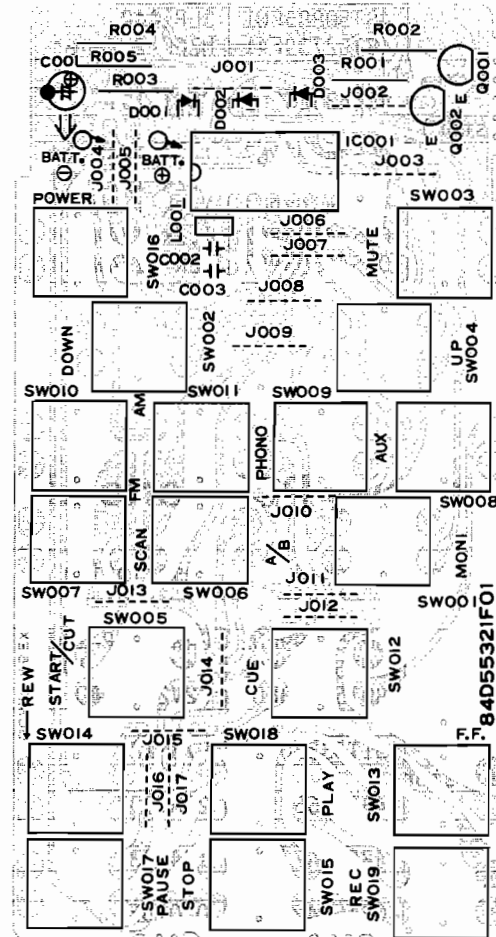 R004
R002
C001
R005
J001
Q001
R003
R001
D003
J002
D001
D002
E
E
Q002
IC001
BATT.
⊖
J004
J005
BATT.
⊕
J003
POWER
L001
SW003
J006
SW016
C002
J007
MUTE
C003
J008
DOWN
SW002
J009
UP
SW004
SW010
AM
SW011
SW009
PHONO
AUX
FM
SCAN
J010
A/B
SW008
MONI
SW007
J013
SW006
J011
SW001
J012
SW005
START/CUT
J014
CUE
SW012
84D55321F01
REW
SW014
J015
SW018
F.F.
J016
J017
PLAY
SW013
SW017
PAUSE
STOP
SW015
REC
SW019